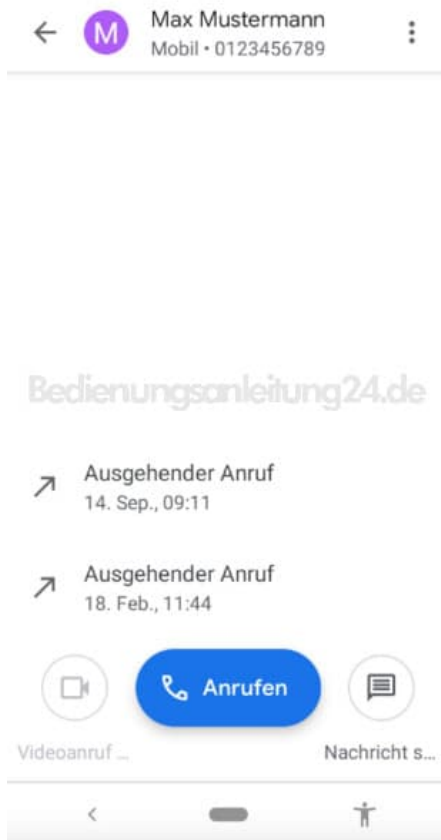 M
Max Mustermann
Mobil • 0123456789
Bedienungsanleitung24.de
Ausgehender Anruf
14. Sep., 09:11
Ausgehender Anruf
18. Feb., 11:44
Anrufen
Videoanruf ...
Nachricht s...